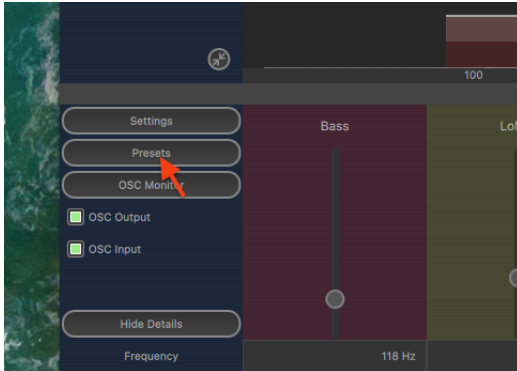 100
Settings
Bass
Presets
OSC Monitor
OSC Output
OSC Input
Hide Details
Frequency
118 Hz